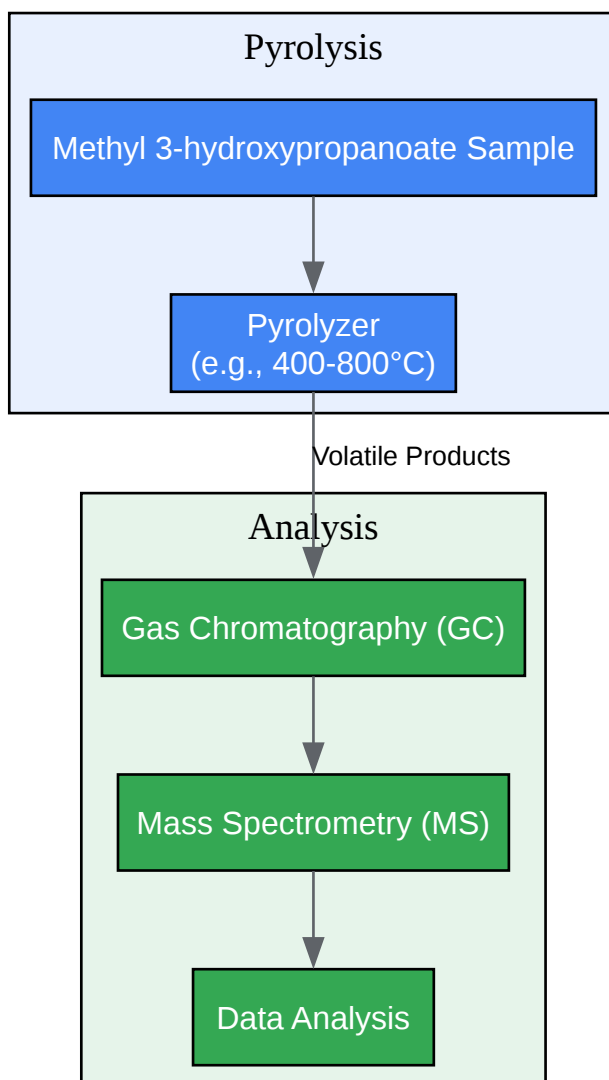 Pyrolysis
Methyl 3-hydroxypropanoate Sample
Pyrolyzer
(e.g., 400-800°C)
Volatile Products
Analysis
Gas Chromatography (GC)
Mass Spectrometry (MS)
Data Analysis